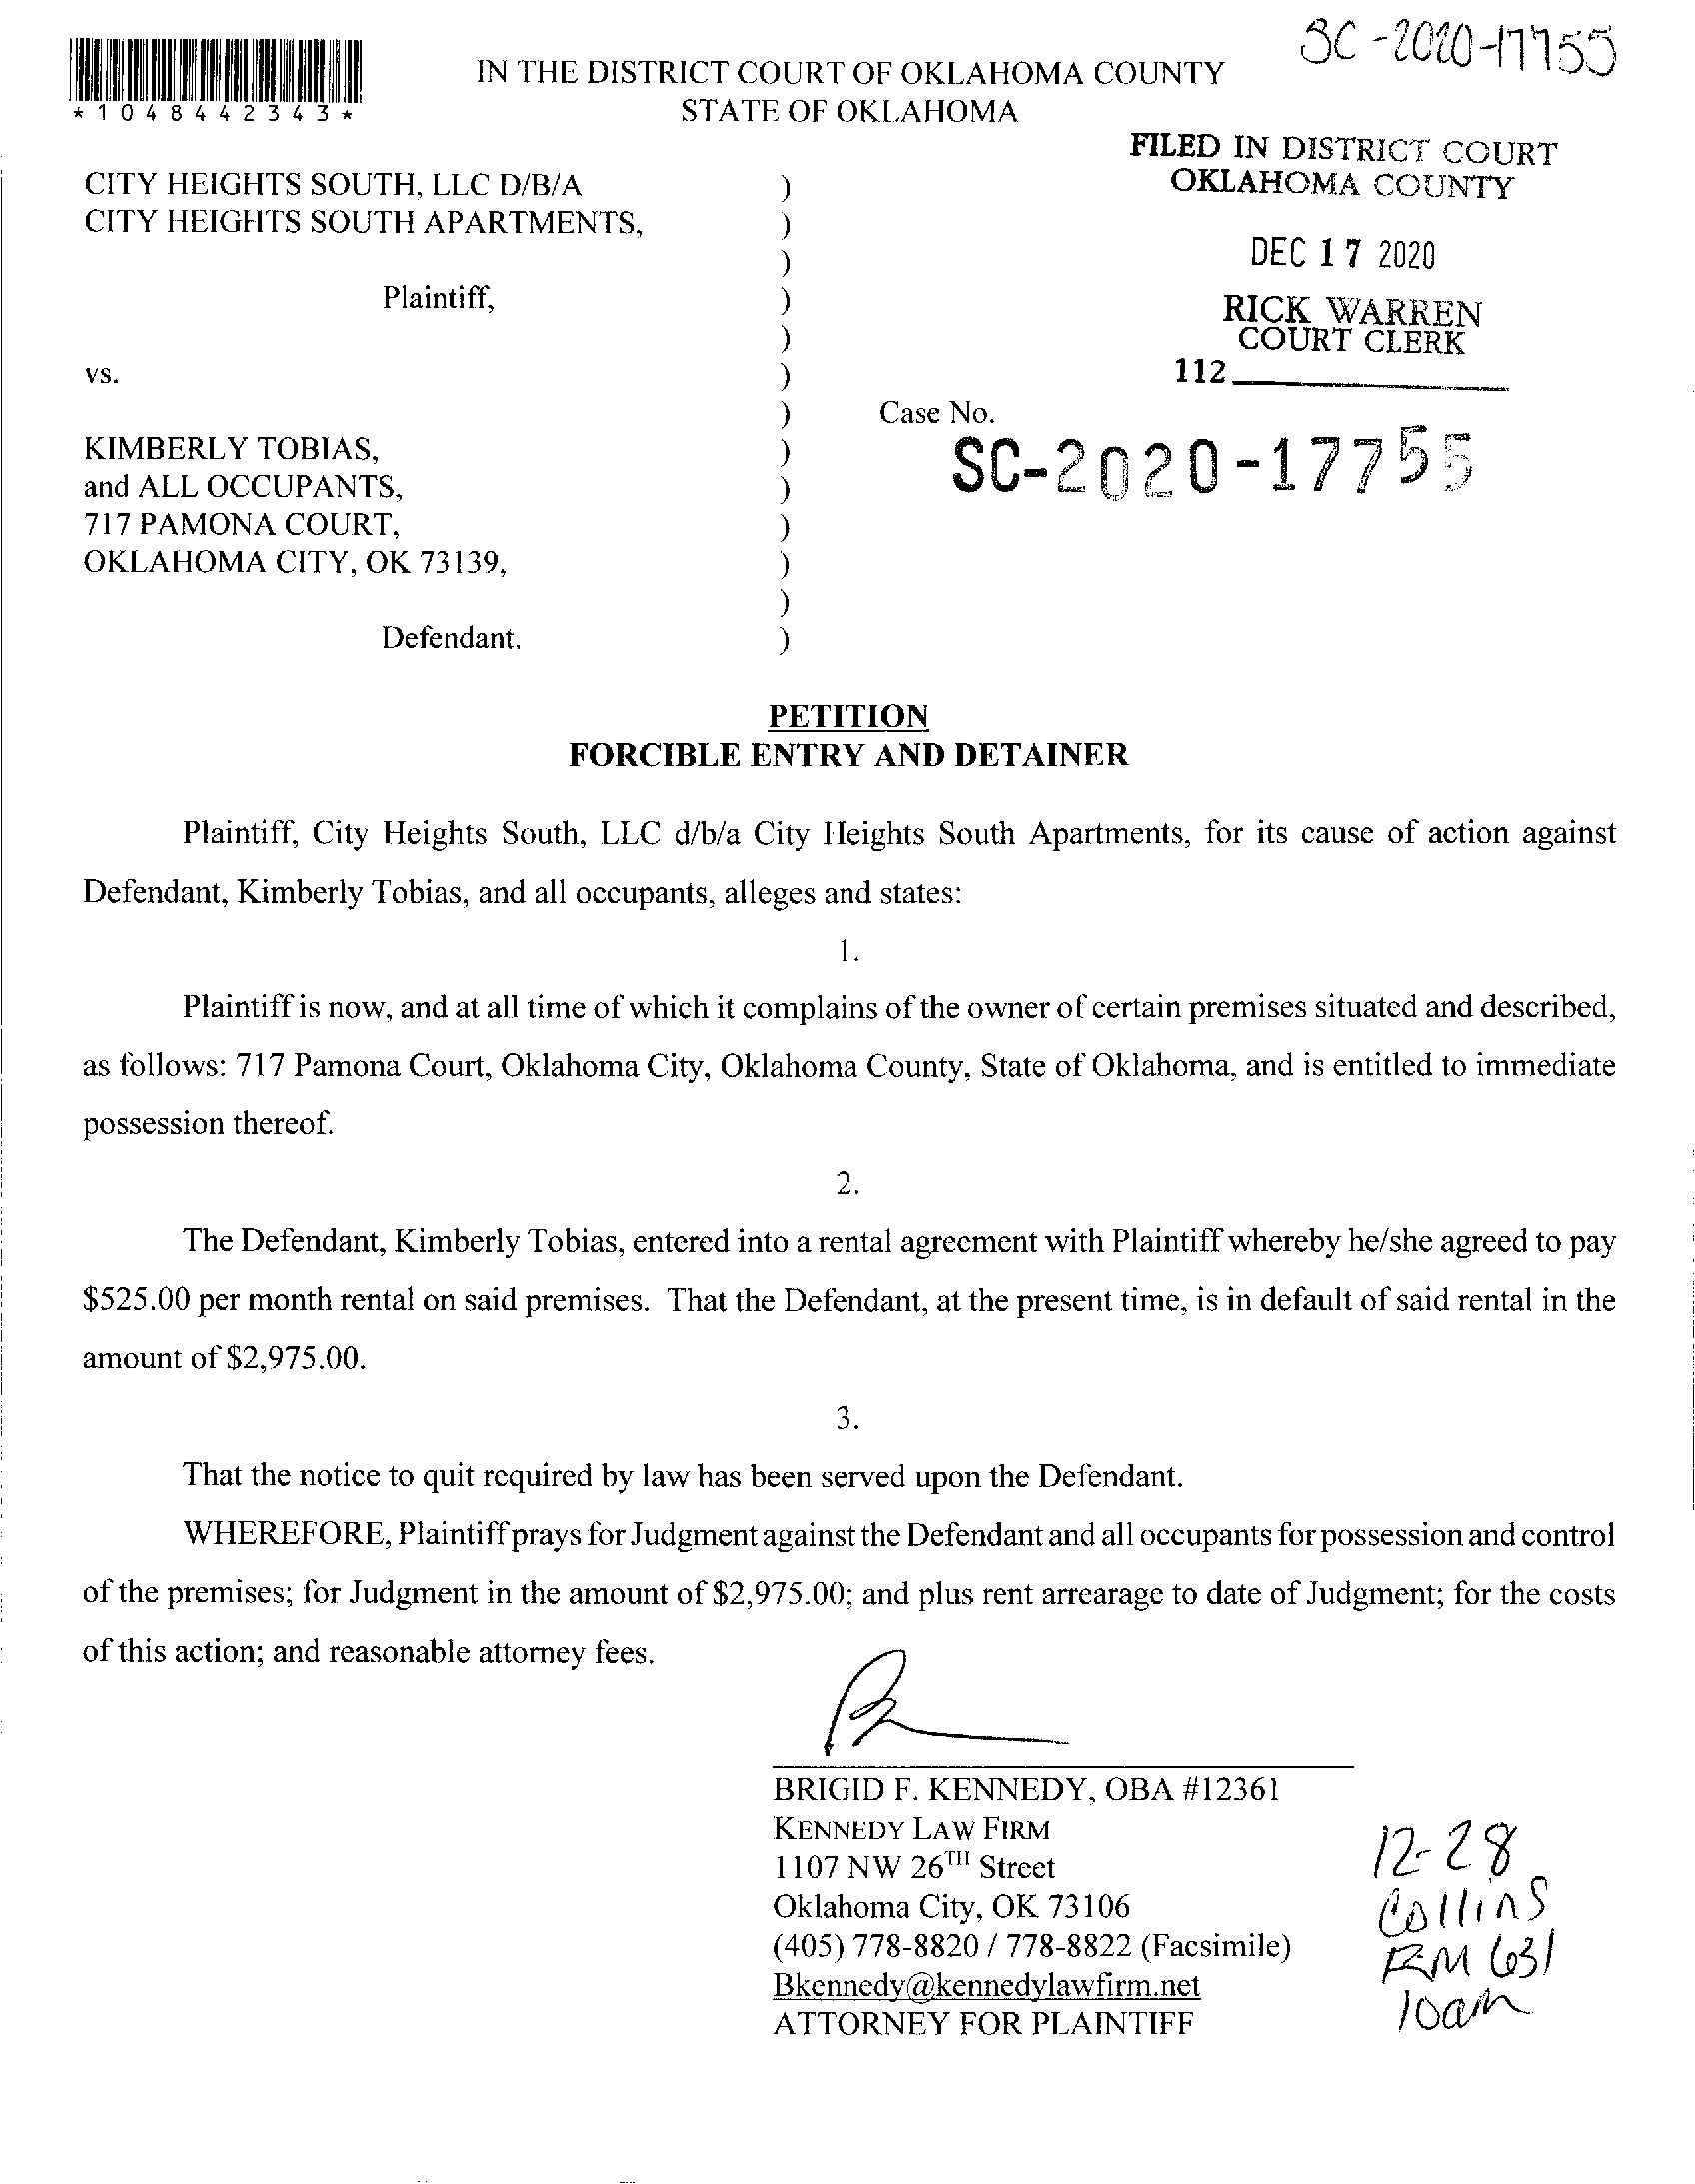 SC-2020-17755
*1048442343*
IN THE DISTRICT COURT OF OKLAHOMA COUNTY
STATE OF OKLAHOMA
FILED IN DISTRICT COURT
OKLAHOMA COUNTY
DEC 17 2020
RICK WARREN
COURT CLERK
112
CITY HEIGHTS SOUTH, LLC D/B/A )
CITY HEIGHTS SOUTH APARTMENTS, )
)
Plaintiff, )
)
vs. )
) Case No.
SC-2020-17755
KIMBERLY TOBIAS, )
and ALL OCCUPANTS, )
717 PAMONA COURT, )
OKLAHOMA CITY, OK 73139, )
)
Defendant. )
PETITION
FORCIBLE ENTRY AND DETAINER
Plaintiff, City Heights South, LLC d/b/a City Heights South Apartments, for its cause of action against
Defendant, Kimberly Tobias, and all occupants, alleges and states:
1.
Plaintiff is now, and at all time of which it complains of the owner of certain premises situated and described,
as follows: 717 Pamona Court, Oklahoma City, Oklahoma County, State of Oklahoma, and is entitled to immediate
possession thereof.
2.
The Defendant, Kimberly Tobias, entered into a rental agreement with Plaintiff whereby he/she agreed to pay
$525.00 per month rental on said premises. That the Defendant, at the present time, is in default of said rental in the
amount of $2,975.00.
3.
That the notice to quit required by law has been served upon the Defendant.
WHEREFORE, Plaintiff prays for Judgment against the Defendant and all occupants for possession and control
of the premises; for Judgment in the amount of $2,975.00; and plus rent arrearage to date of Judgment; for the costs
of this action; and reasonable attorney fees.
BRIGID F. KENNEDY, OBA #12361
KENNEDY LAW FIRM
1107 NW 26TH Street
Oklahoma City, OK 73106
(405) 778-8820 / 778-8822 (Facsimile)
Bkennedy@kennedylawfirm.net
ATTORNEY FOR PLAINTIFF
12-28
Collins
RM 631
10am